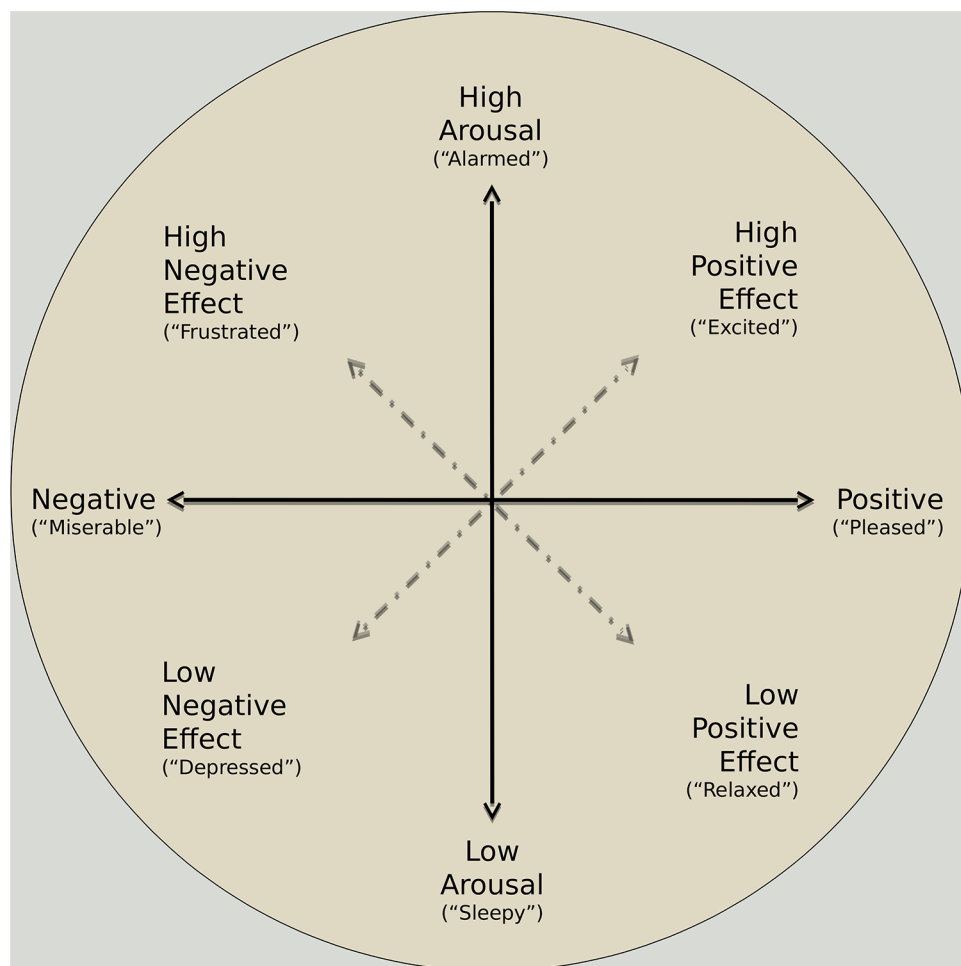 High
Arousal
(“Alarmed”)
High
Negative
Effect
(“Frustrated”)
High
Positive
Effect
(“Excited”)
Negative
(“Miserable”)
Positive
(“Pleased”)
Low
Negative
Effect
(“Depressed”)
Low
Positive
Effect
(“Relaxed”)
Low
Arousal
(“Sleepy”)